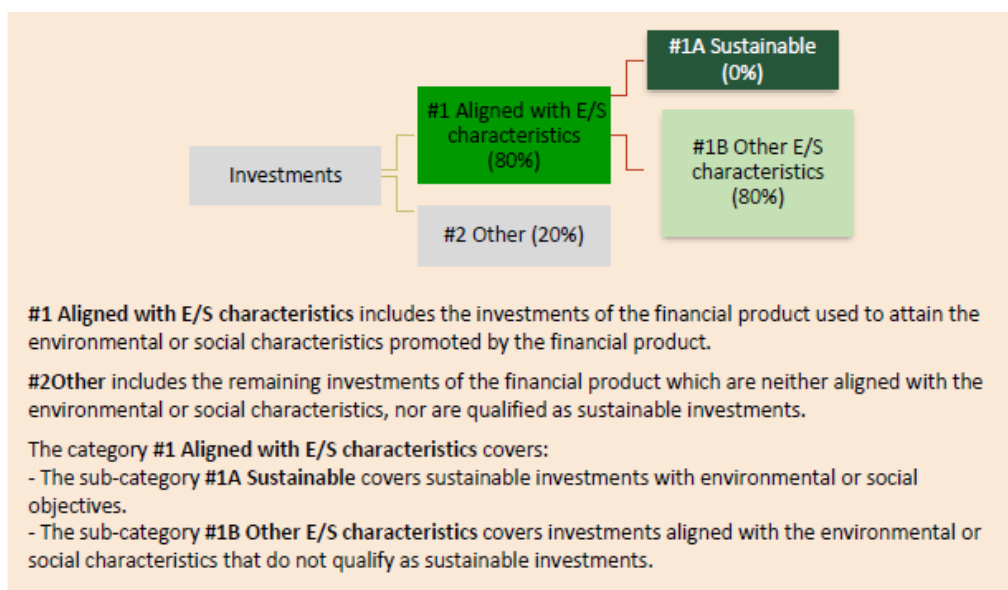 #1A Sustainable
(0%)
#1 Aligned with E/S
characteristics
(80%)
#1B Other E/S
characteristics
(80%)
Investments
#2 Other (20%)
#1 Aligned with E/S characteristics includes the investments of the financial product used to attain the
environmental or social characteristics promoted by the financial product.
#2Other includes the remaining investments of the financial product which are neither aligned with the
environmental or social characteristics, nor are qualified as sustainable investments.
The category #1 Aligned with E/S characteristics covers:
- The sub-category #1A Sustainable covers sustainable investments with environmental or social
objectives.
- The sub-category #1B Other E/S characteristics covers investments aligned with the environmental or
social characteristics that do not qualify as sustainable investments.